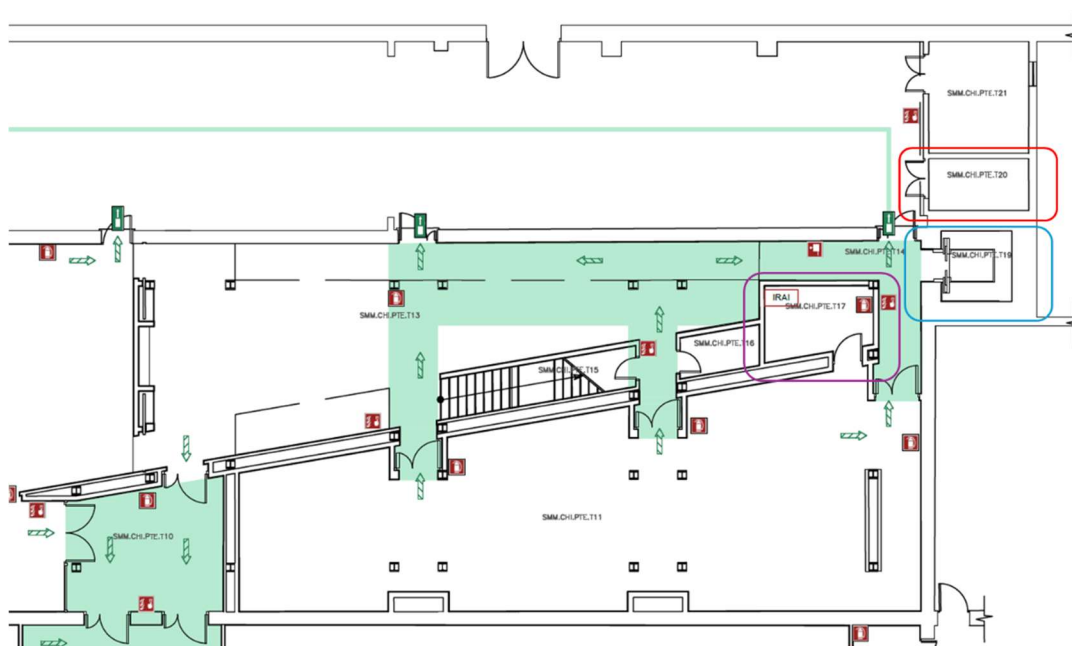 SMM.CHI.PTE.T21
SMM.CHI.PTE.T20
SMM.CHI.PTE.T14
SMM.CHI.PTE.T19
IRAI
SMM.CHI.PTE.T17
SMM.CHI.PTE.T13
SMM.CHI.PTE.T16
SMM.CHI.PTE.T15
SMM.CHI.PTE.T11
SMM.CHI.PTE.T10